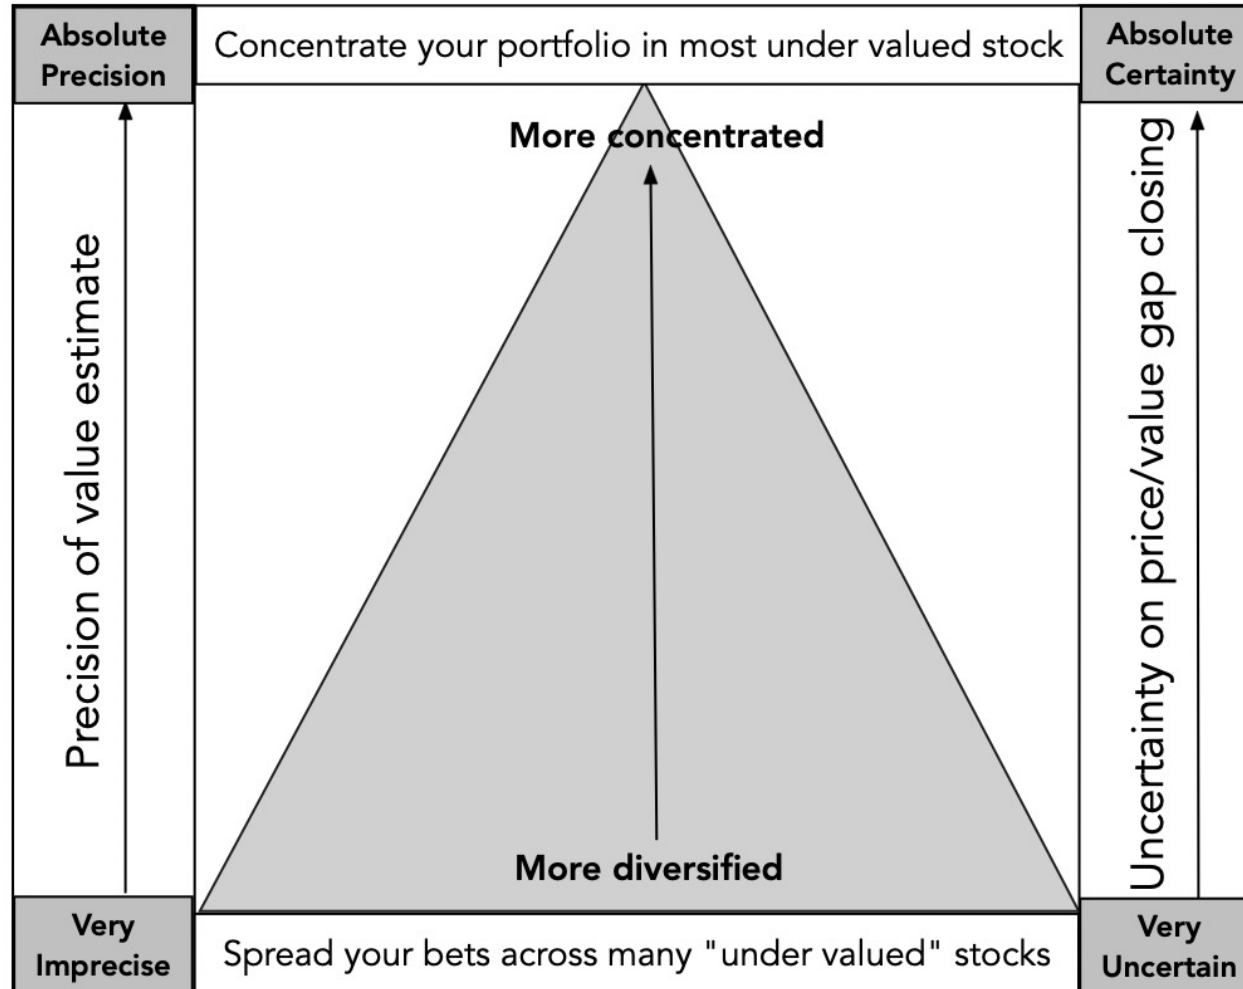 Absolute
Precision
Concentrate your portfolio in most under valued stock
Absolute
Certainty
More concentrated
Precision of value estimate
Uncertainty on price/value gap closing
More diversified
Very
Imprecise
Spread your bets across many "under valued" stocks
Very
Uncertain